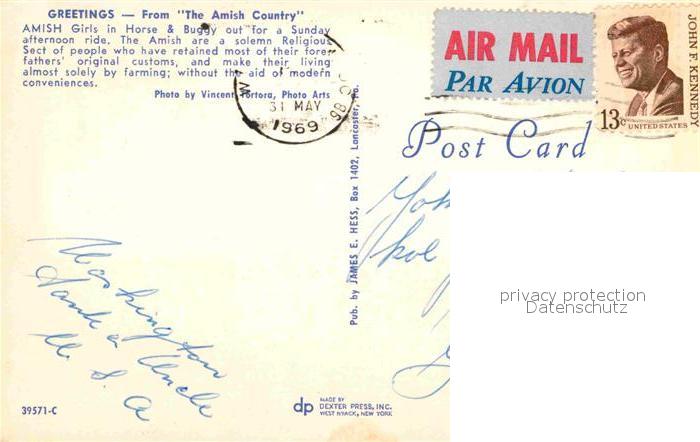 GREETINGS — From "The Amish Country"
AMISH Girls in Horse & Buggy out for a Sunday
afternoon ride. The Amish are a solemn Religious
Sect of people who have retained most of their fore-
fathers' original customs, and make their living
almost solely by farming; without the aid of modern
conveniences.
Photo by Vincent Tortora, Photo Arts
31 MAY
1969
AIR MAIL
PAR AVION
JOHN F. KENNEDY
13c UNITED STATES
Post Card
Pub. by JAMES E. HESS, Box 1402, Lancaster, Pa.
privacy protection
Datenschutz
Washington
Uncle
U. S. A
39571-C
dp MADE BY
DEXTER PRESS, INC.
WEST NYACK, NEW YORK